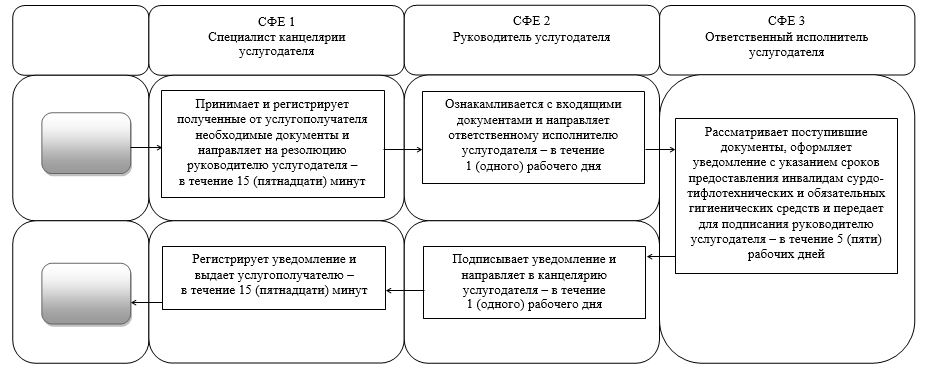 СФЕ 1
Специалист канцелярии
услугодателя
СФЕ 2
Руководитель услугодателя
СФЕ 3
Ответственный исполнитель
услугодателя
Принимает и регистрирует
полученные от услугополучателя
необходимые документы и
направляет на резолюцию
руководителю услугодателя –
в течение 15 (пятнадцати) минут
Ознакамливается с входящими
документами и направляет
ответственному исполнителю
услугодателя – в течение
1 (одного) рабочего дня
Рассматривает поступившие
документы, оформляет
уведомление с указанием сроков
предоставления инвалидам сурдо-
тифлотехнических и обязательных
гигиенических средств и передает
для подписания руководителю
услугодателя – в течение 5 (пяти)
рабочих дней
Регистрирует уведомление и
выдает услугополучателю –
в течение 15 (пятнадцати) минут
Подписывает уведомление и
направляет в канцелярию
услугодателя – в течение
1 (одного) рабочего дня